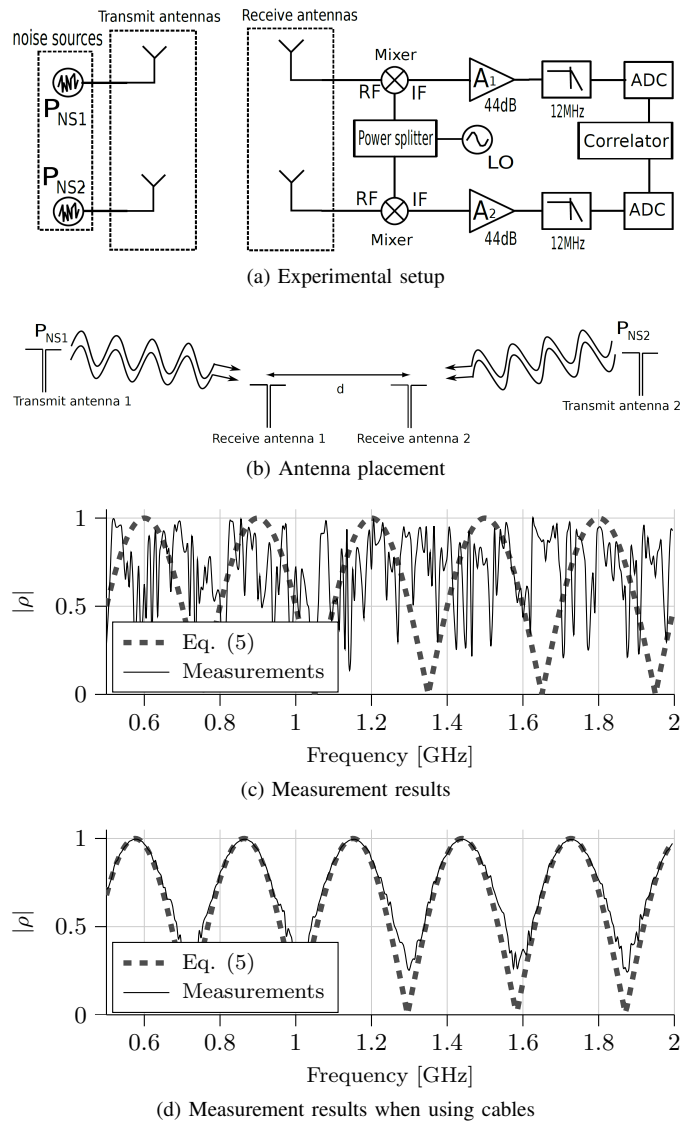 Transmit antennas
Receive antennas
noise sources
Mixer
P NS1
RF
IF
A1
44dB
12MHz
ADC
Power splitter
LO
Correlator
P NS2
RF
IF
A2
44dB
12MHz
ADC
Mixer
(a) Experimental setup
P NS1
P NS2
d
Transmit antenna 1
Transmit antenna 2
Receive antenna 1
Receive antenna 2
(b) Antenna placement
1
0.5
0
|ρ|
Eq. (5)
Measurements
0.6 0.8 1 1.2 1.4 1.6 1.8 2
Frequency [GHz]
(c) Measurement results
1
0.5
0
|ρ|
Eq. (5)
Measurements
0.6 0.8 1 1.2 1.4 1.6 1.8 2
Frequency [GHz]
(d) Measurement results when using cables